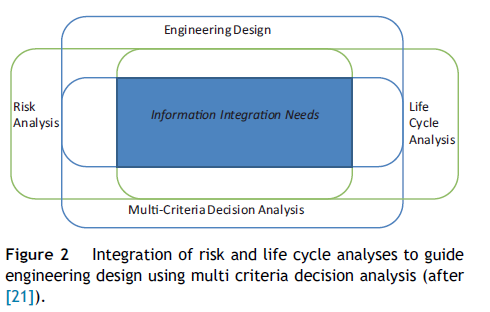 Engineering Design
Risk
Analysis
Information Integration Needs
Life
Cycle
Analysis
Multi-Criteria Decision Analysis
Figure 2 Integration of risk and life cycle analyses to guide
engineering design using multi criteria decision analysis (after
[21]).